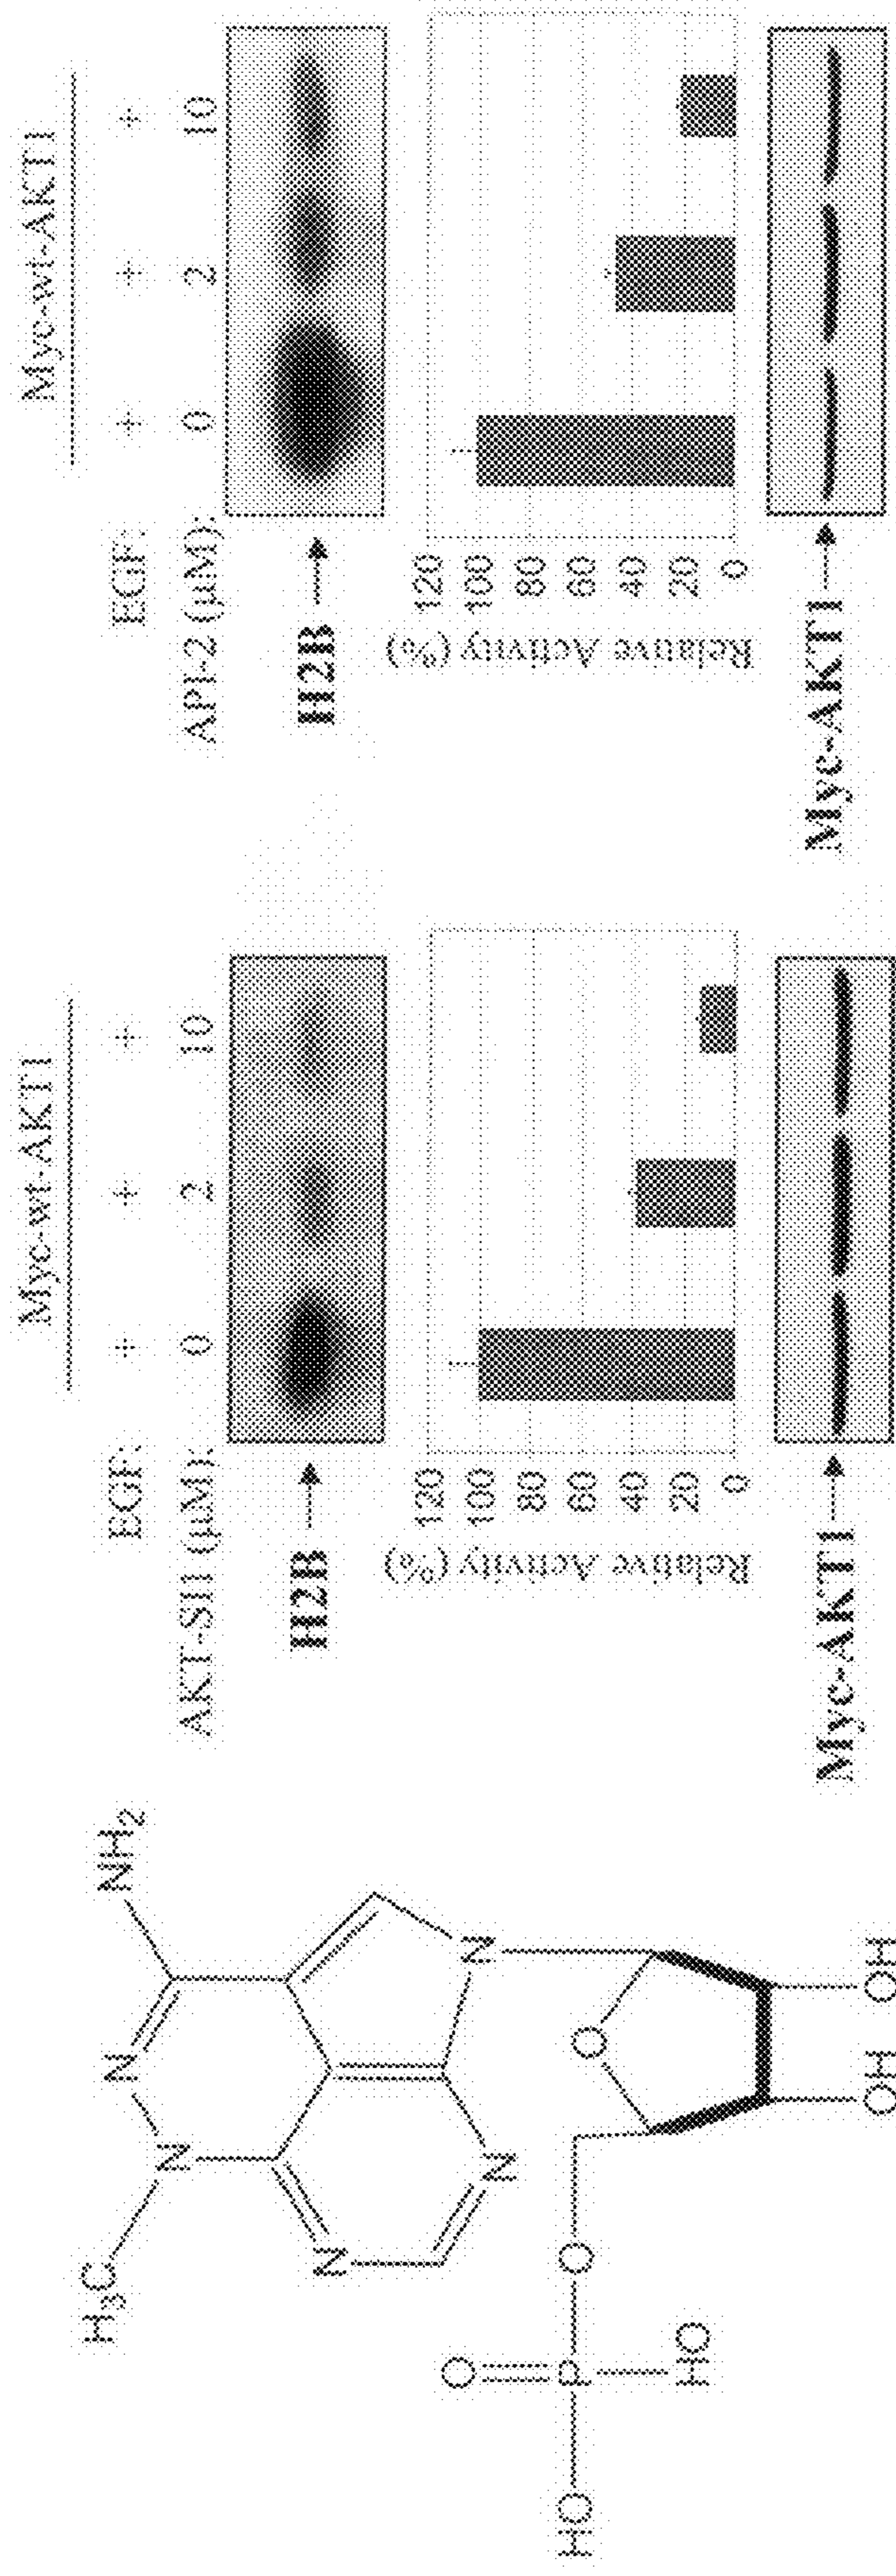 H3C
N
N
NH2
N
N
N
O
HO
P
HO
O
O
OH
OH
Myc-wt-AKT1
EGF: + + +
AKT-SI1 (μM): 0 2 10
H2B
Relative Activity (%)
120
100
80
60
40
20
0
Myc-AKT1
Myc-wt-AKT1
EGF: + + +
API-2 (μM): 0 2 10
H2B
Relative Activity (%)
120
100
80
60
40
20
0
Myc-AKT1